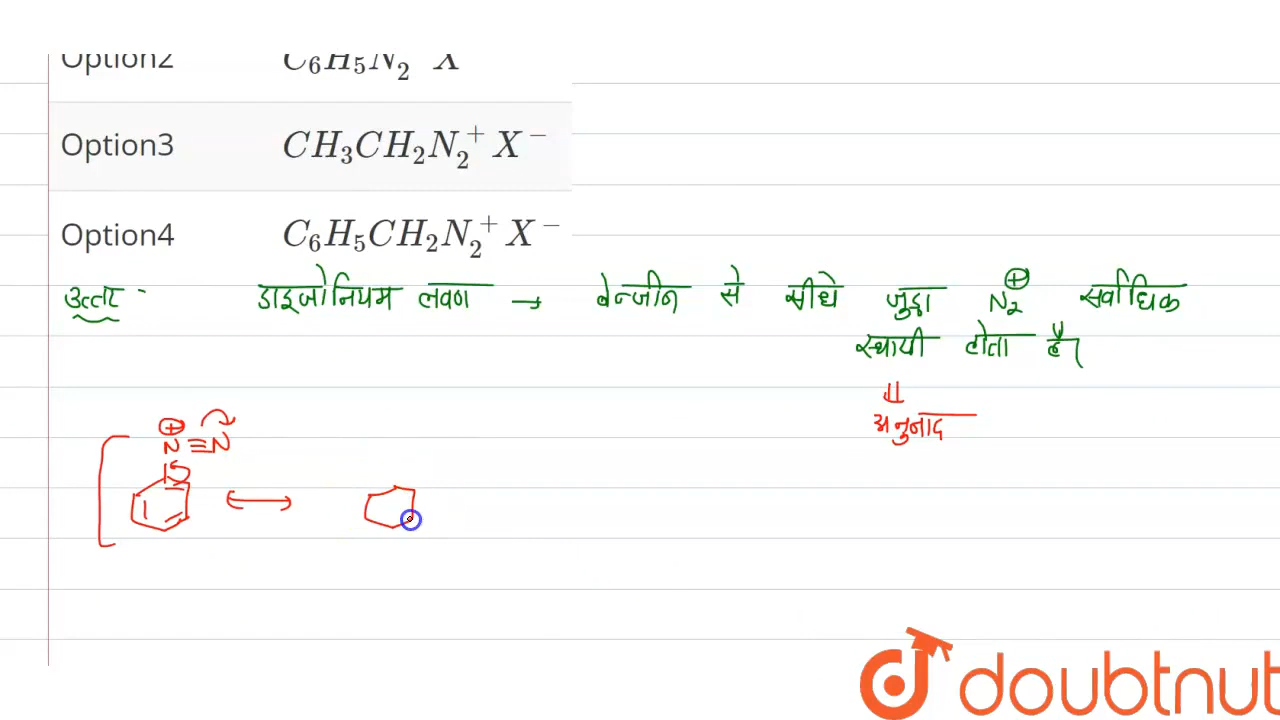 Option2 C₆H₅N₂ X
Option3 CH₃CH₂N₂⁺X⁻
Option4 C₆H₅CH₂N₂⁺X⁻
उत्तर - डाइजोनियम लवण → बेन्जीन से सीधे जुड़ा N₂⊕ सर्वाधिक
स्थायी होता है।
⇓
अनुनाद
⊕
N≡N
↔
doubtnut